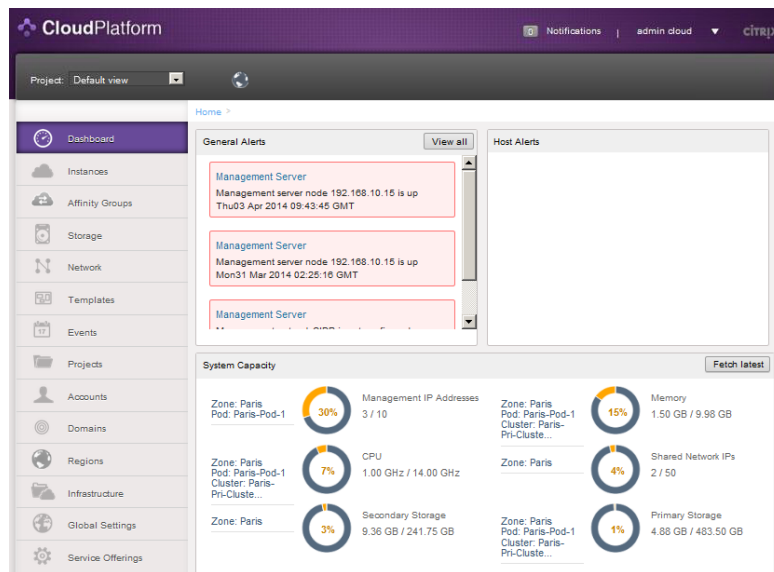 CloudPlatform
0 Notifications | admin cloud ▼
Project: Default view
Home >
Dashboard
Instances
Affinity Groups
Storage
Network
Templates
Events
17
Projects
Accounts
Domains
Regions
Infrastructure
Global Settings
Service Offerings
General Alerts View all
Management Server
Management server node 192.168.10.15 is up
Thu03 Apr 2014 09:43:45 GMT
Management Server
Management server node 192.168.10.15 is up
Mon31 Mar 2014 02:25:16 GMT
Management Server
Host Alerts
System Capacity Fetch latest
Zone: Paris
Pod: Paris-Pod-1
30%
Management IP Addresses
3 / 10
Zone: Paris
Pod: Paris-Pod-1
Cluster: Paris-
Pri-Cluste...
15%
Memory
1.50 GB / 9.98 GB
Zone: Paris
Pod: Paris-Pod-1
Cluster: Paris-
Pri-Cluste...
7%
CPU
1.00 GHz / 14.00 GHz
Zone: Paris
4%
Shared Network IPs
2 / 50
Zone: Paris
3%
Secondary Storage
9.36 GB / 241.75 GB
Zone: Paris
Pod: Paris-Pod-1
Cluster: Paris-
Pri-Cluste...
1%
Primary Storage
4.88 GB / 483.50 GB